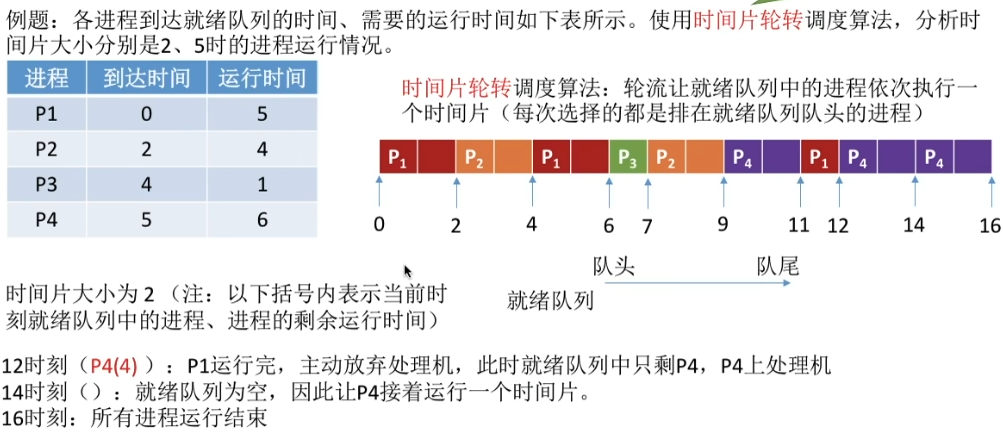 例题：各进程到达就绪队列的时间、需要的运行时间如下表所示。使用时间片轮转调度算法，分析时
间片大小分别是2、5时的进程运行情况。
进程 到达时间 运行时间
P1 0 5
P2 2 4
P3 4 1
P4 5 6
时间片轮转调度算法：轮流让就绪队列中的进程依次执行一
个时间片（每次选择的都是排在就绪队列队头的进程）
P1 P2 P1 P3 P2 P4 P1 P4 P4
0 2 4 6 7 9 11 12 14 16
队头 队尾
就绪队列
时间片大小为 2（注：以下括号内表示当前时
刻就绪队列中的进程、进程的剩余运行时间）
12时刻（P4(4) ）：P1运行完，主动放弃处理机，此时就绪队列中只剩P4，P4上处理机
14时刻（）：就绪队列为空，因此让P4接着运行一个时间片。
16时刻：所有进程运行结束